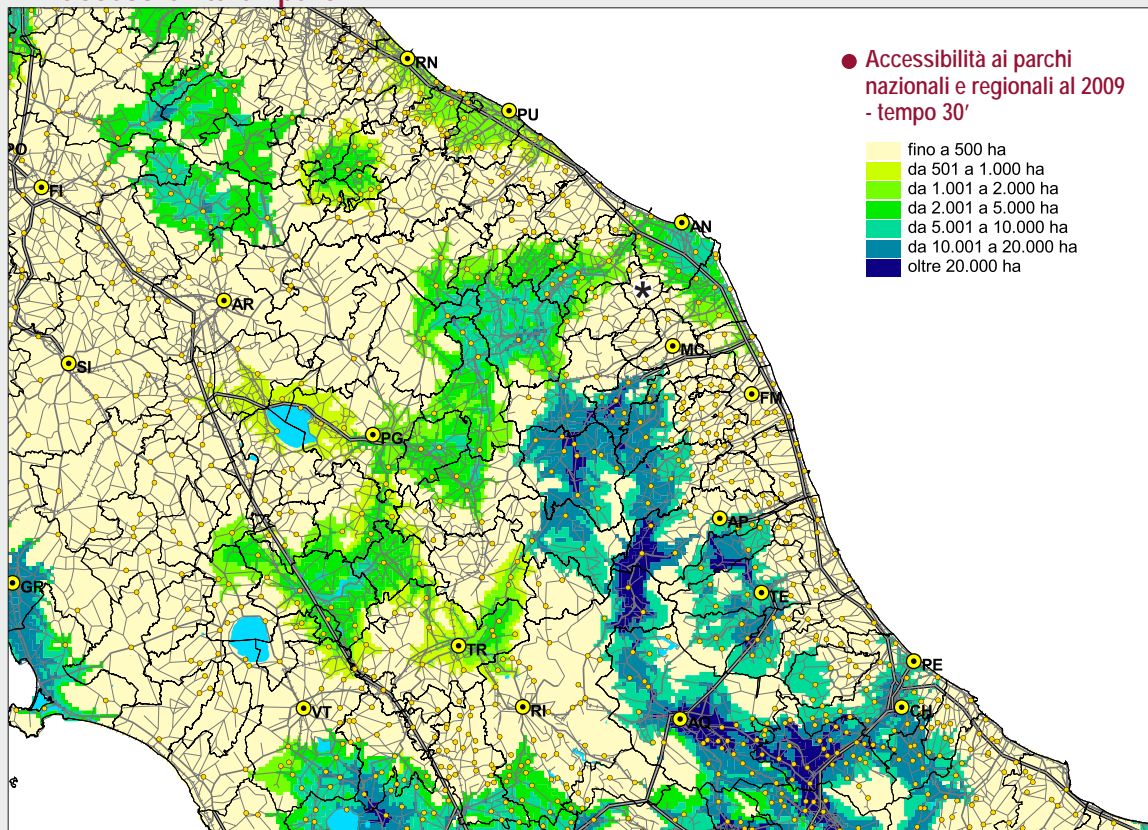 ● Accessibilità ai parchi
nazionali e regionali al 2009
- tempo 30'
fino a 500 ha
da 501 a 1.000 ha
da 1.001 a 2.000 ha
da 2.001 a 5.000 ha
da 5.001 a 10.000 ha
da 10.001 a 20.000 ha
oltre 20.000 ha
RN
PU
PO
FI
AN
*
AR
MC
SI
FM
PG
AP
GR
TE
TR
PE
VT
RI
AQ
CH